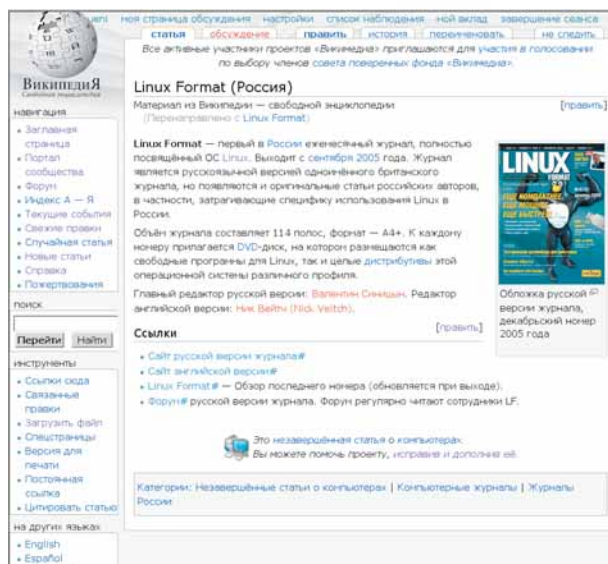 моя страница обсуждения настройки список наблюдения мой вклад завершение сеанса
статья обсуждение править история переименовать не следить
Все активные участники проектов «Викимедиа» приглашаются для участия в голосовании
по выбору членов совета поверенных фонда «Викимедиа».
ВикипедиЯ
Свободная энциклопедия
Linux Format (Россия)
Материал из Википедии — свободной энциклопедии
(Перенаправлено с Linux Format)
[править]
Linux Format — первый в России ежемесячный журнал, полностью
посвящённый ОС Linux. Выходит с сентября 2005 года. Журнал
является русскоязычной версией одноимённого британского
журнала, но появляются и оригинальные статьи российских авторов,
в частности, затрагивающие специфику использования Linux в
России.
Объём журнала составляет 114 полос, формат — А4+. К каждому
номеру прилагается DVD-диск, на котором размещаются как
свободные программы для Linux, так и целые дистрибутивы этой
операционной системы различного профиля.
Главный редактор русской версии: Валентин Синицын. Редактор
английской версии: Ник Вейтч (Nick Veitch).
LINUX
FORMAT
ЕЩЕ КОМПАКТНЕЕ,
ЕЩЕ МОЩНЕЕ,
ЕЩЕ БЫСТРЕЕ
Обложка русской
версии журнала,
декабрьский номер
2005 года
Ссылки
[править]
Сайт русской версии журнала
Сайт английской версии
Linux Format — Обзор последнего номера (обновляется при выходе).
Форум русской версии журнала. Форум регулярно читают сотрудники LF.
Это незавершённая статья о компьютерах.
Вы можете помочь проекту, исправив и дополнив её.
Категории: Незавершённые статьи о компьютерах | Компьютерные журналы | Журналы
России
навигация
Заглавная
страница
Портал
сообщества
Форум
Индекс А — Я
Текущие события
Свежие правки
Случайная статья
Новые статьи
Справка
Пожертвования
поиск
Перейти Найти
инструменты
Ссылки сюда
Связанные
правки
Загрузить файл
Спецстраницы
Версия для
печати
Постоянная
ссылка
Цитировать статью
на других языках
English
Español